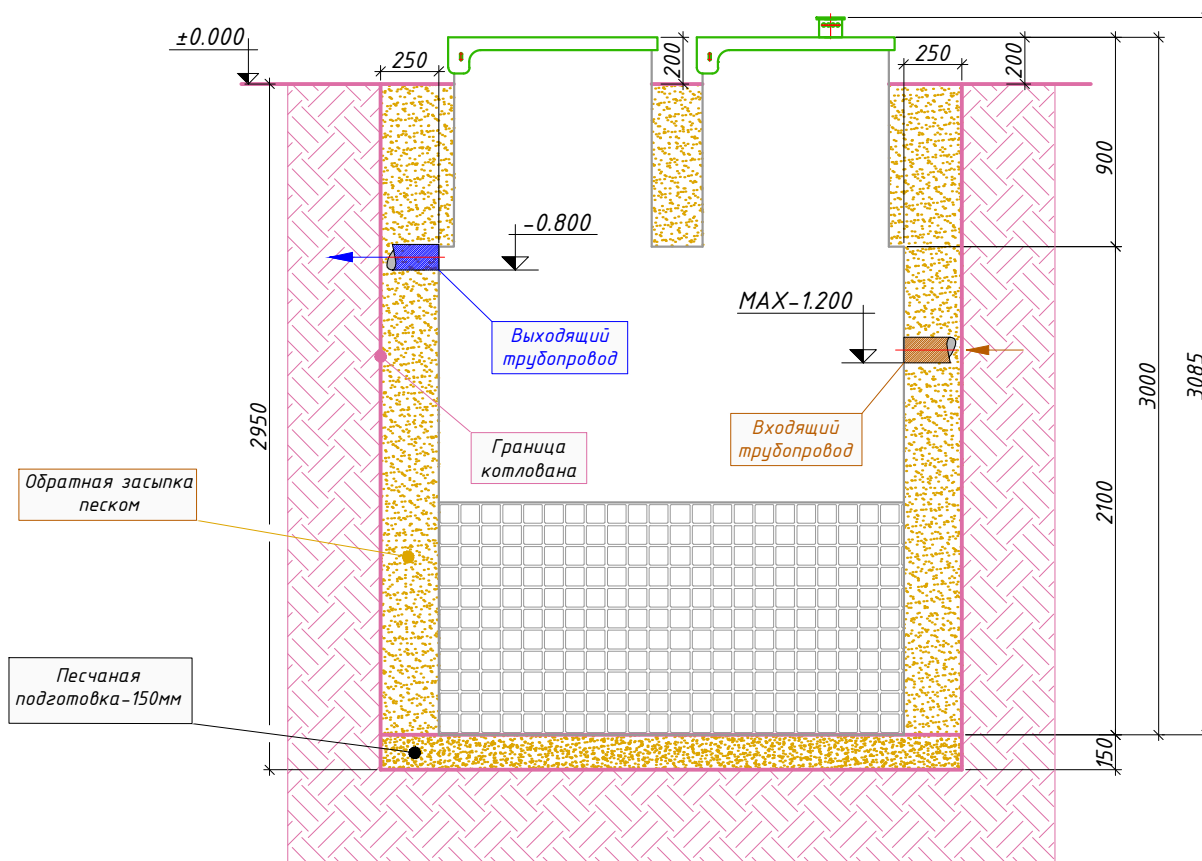 ±0.000
250
200
250
200
900
-0.800
MAX-1.200
Выходящий
трубопровод
3085
3000
2950
Входящий
трубопровод
Граница
котлована
Обратная засыпка
песком
2100
Песчаная
подготовка-150мм
150